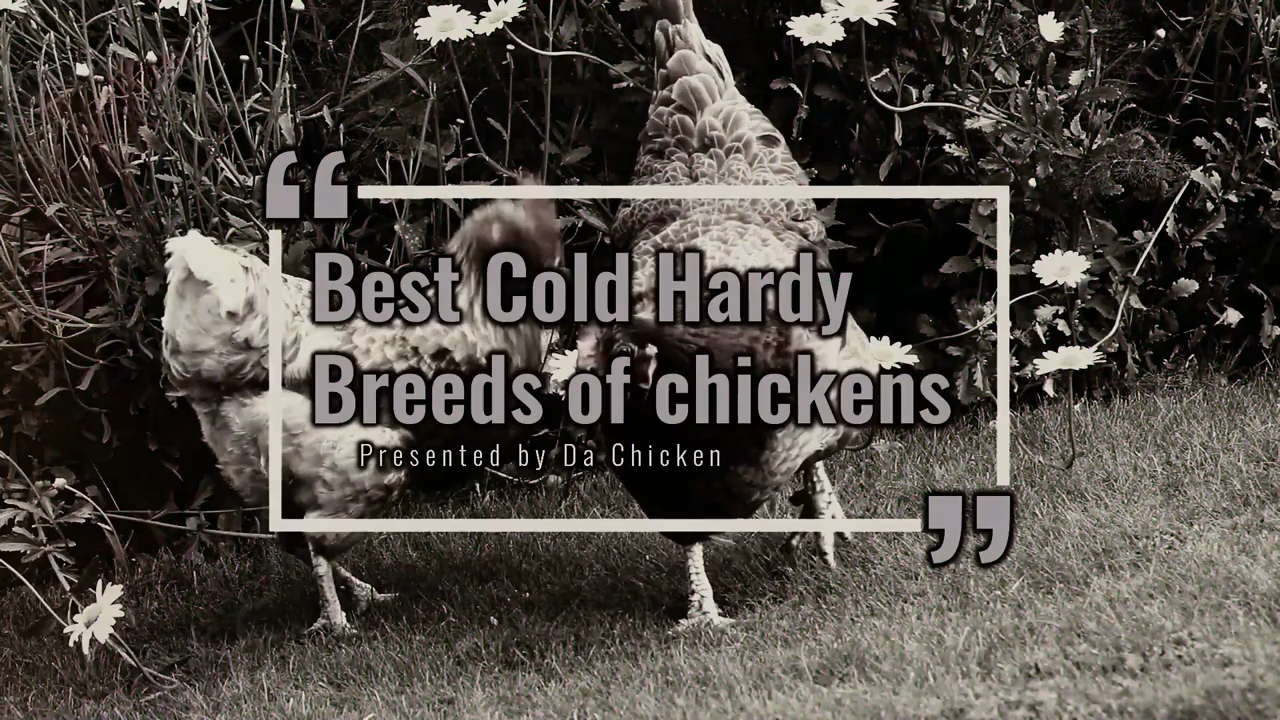 “
Best Cold Hardy
Breeds of chickens
Presented by Da Chicken
”